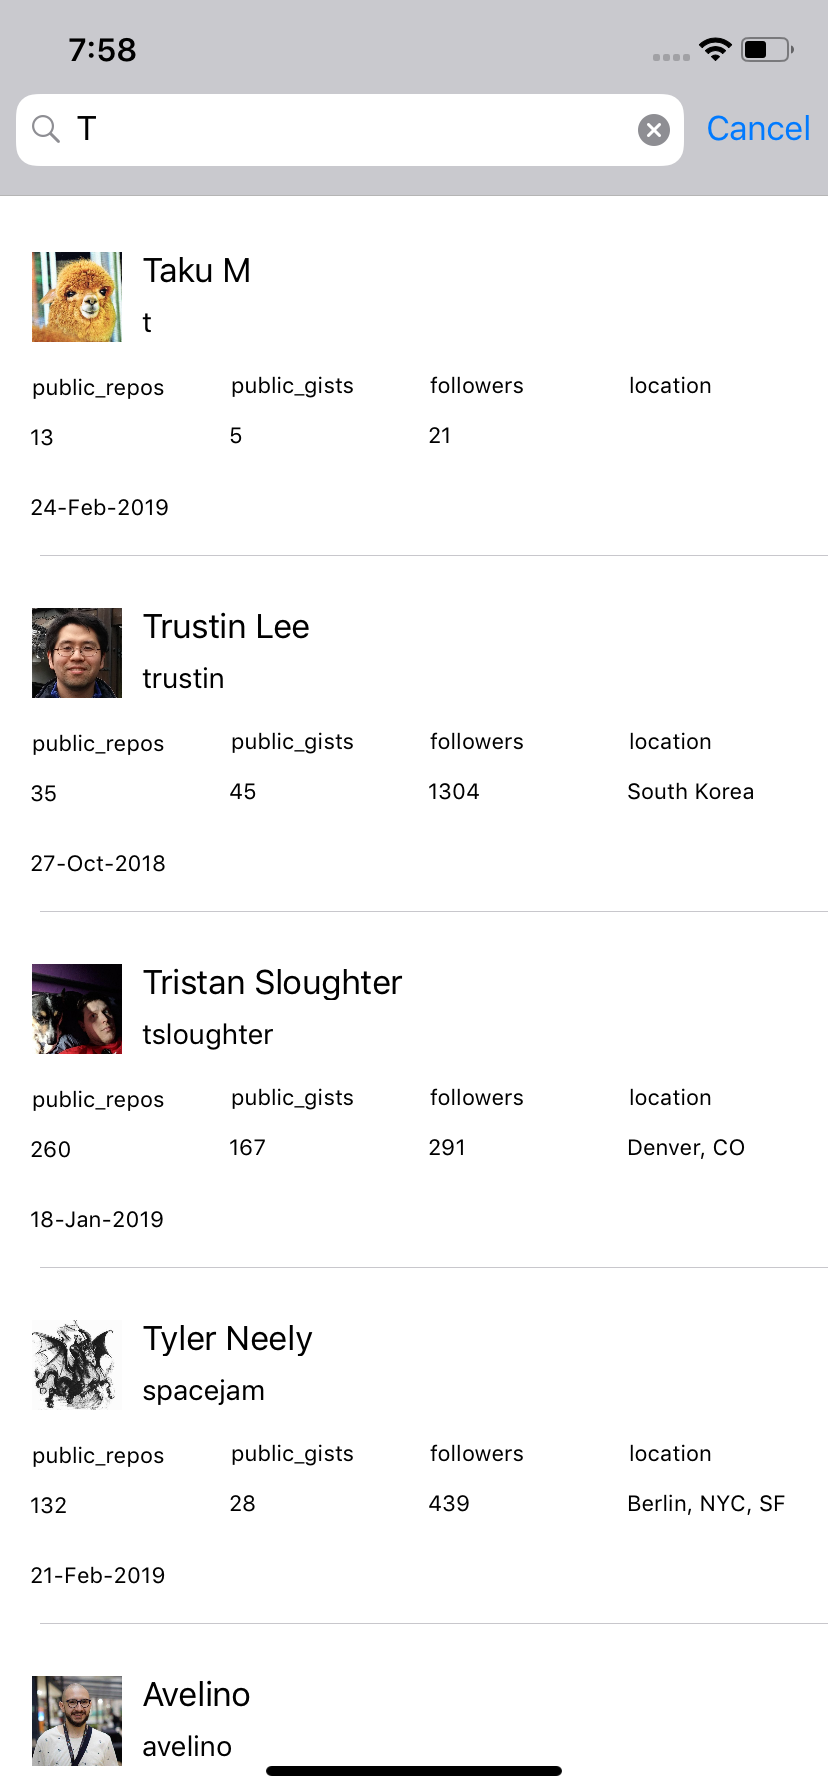 7:58
T
Cancel
Taku M
t
public_repos public_gists followers location
13 5 21
24-Feb-2019
Trustin Lee
trustin
public_repos public_gists followers location
35 45 1304 South Korea
27-Oct-2018
Tristan Sloughter
tsloughter
public_repos public_gists followers location
260 167 291 Denver, CO
18-Jan-2019
Tyler Neely
spacejam
public_repos public_gists followers location
132 28 439 Berlin, NYC, SF
21-Feb-2019
Avelino
avelino